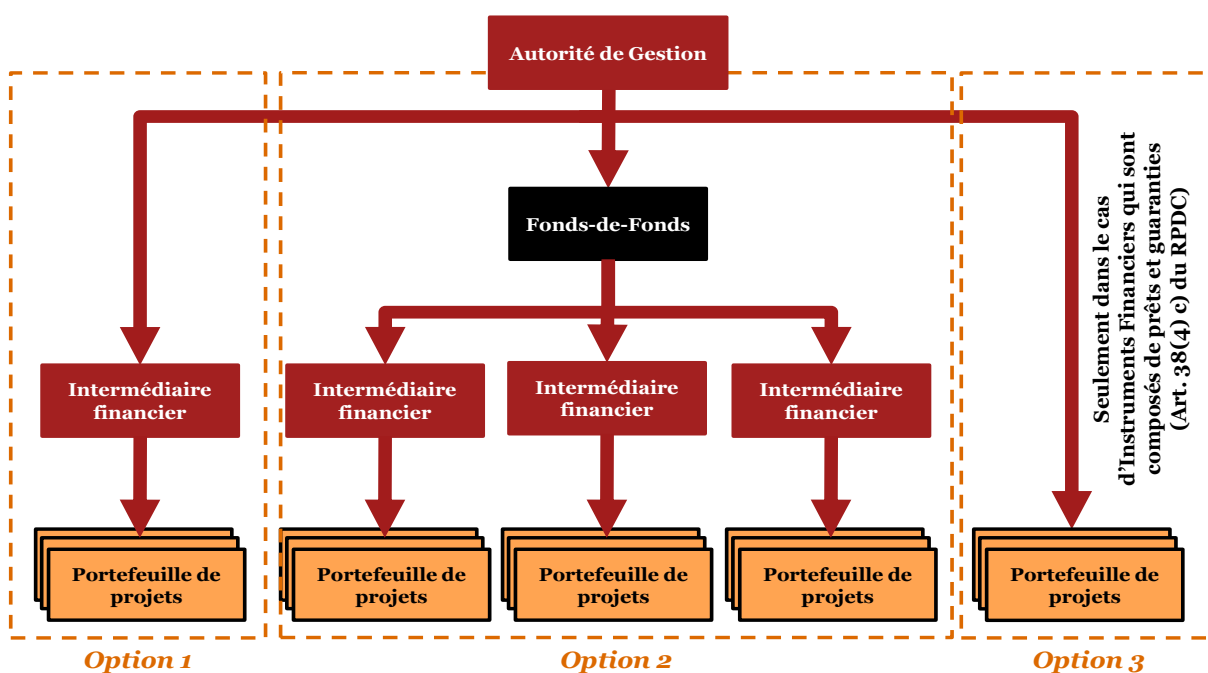 Autorité de Gestion
Fonds-de-Fonds
Seulement dans le cas
d'Instruments Financiers qui sont
composés de prêts et guaranties
(Art. 38(4) c) du RPDC)
Intermédiaire
financier
Intermédiaire
financier
Intermédiaire
financier
Intermédiaire
financier
Portefeuille de
projets
Portefeuille de
projets
Portefeuille de
projets
Portefeuille de
projets
Portefeuille de
projets
Option 1
Option 2
Option 3